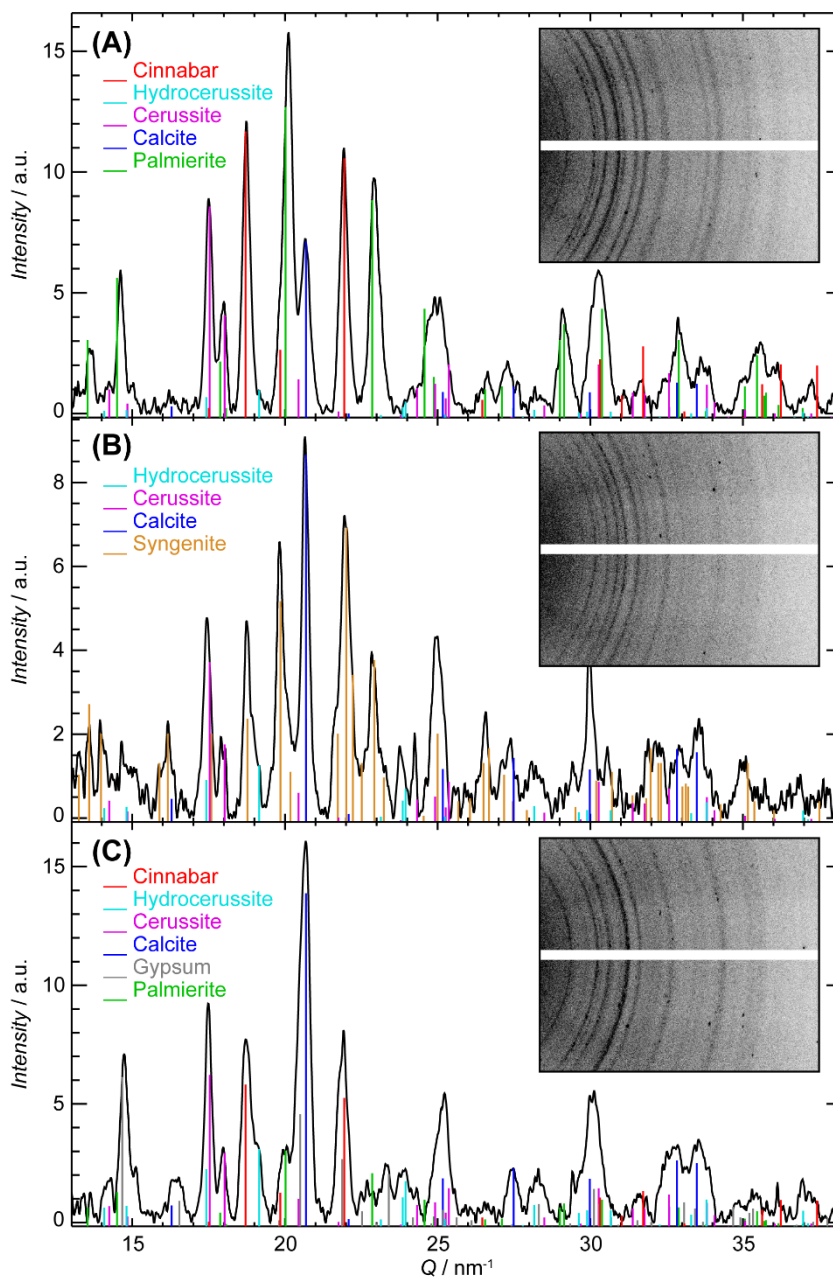 (A)
Cinnabar
Hydrocerussite
Cerussite
Calcite
Palmierite
15
10
5
0
Intensity / a.u.
(B)
Hydrocerussite
Cerussite
Calcite
Syngenite
8
6
4
2
0
Intensity / a.u.
(C)
Cinnabar
Hydrocerussite
Cerussite
Calcite
Gypsum
Palmierite
15
10
5
0
Intensity / a.u.
15 20 25 30 35
Q / nm⁻¹